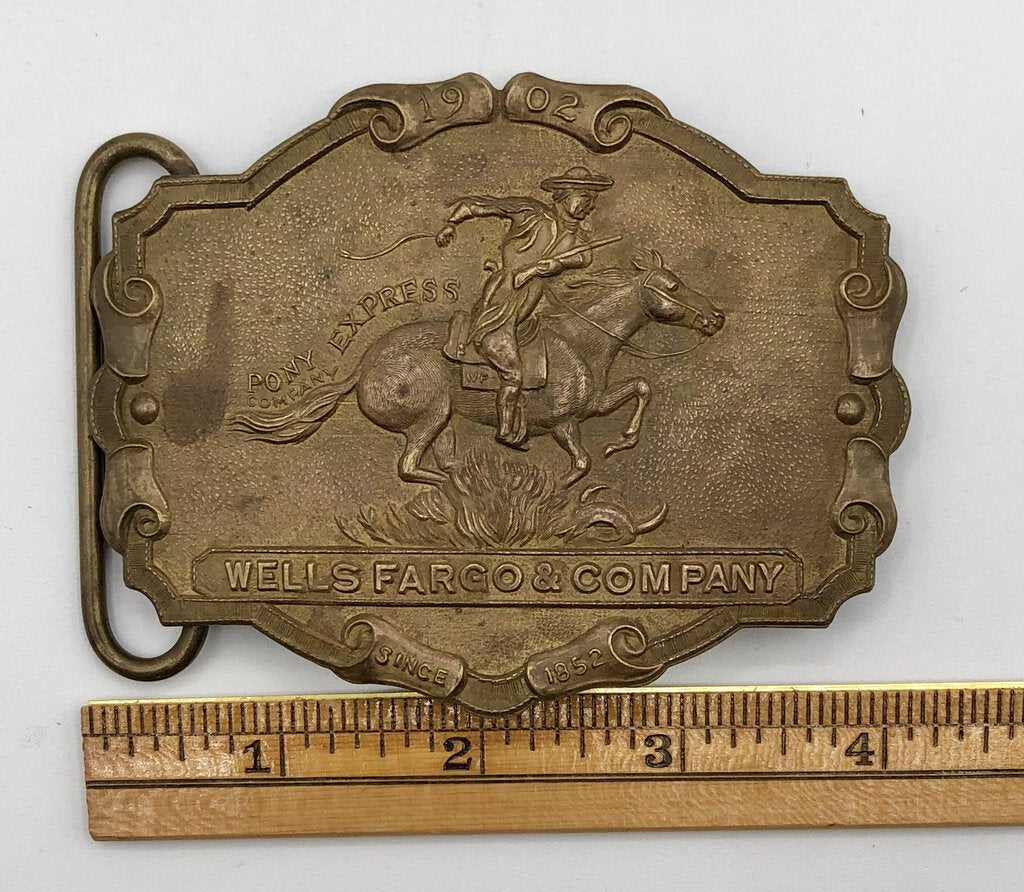 19 02
PONY EXPRESS
COMPANY
WF
WELLS FARGO & COMPANY
SINCE 1852
1 2 3 4